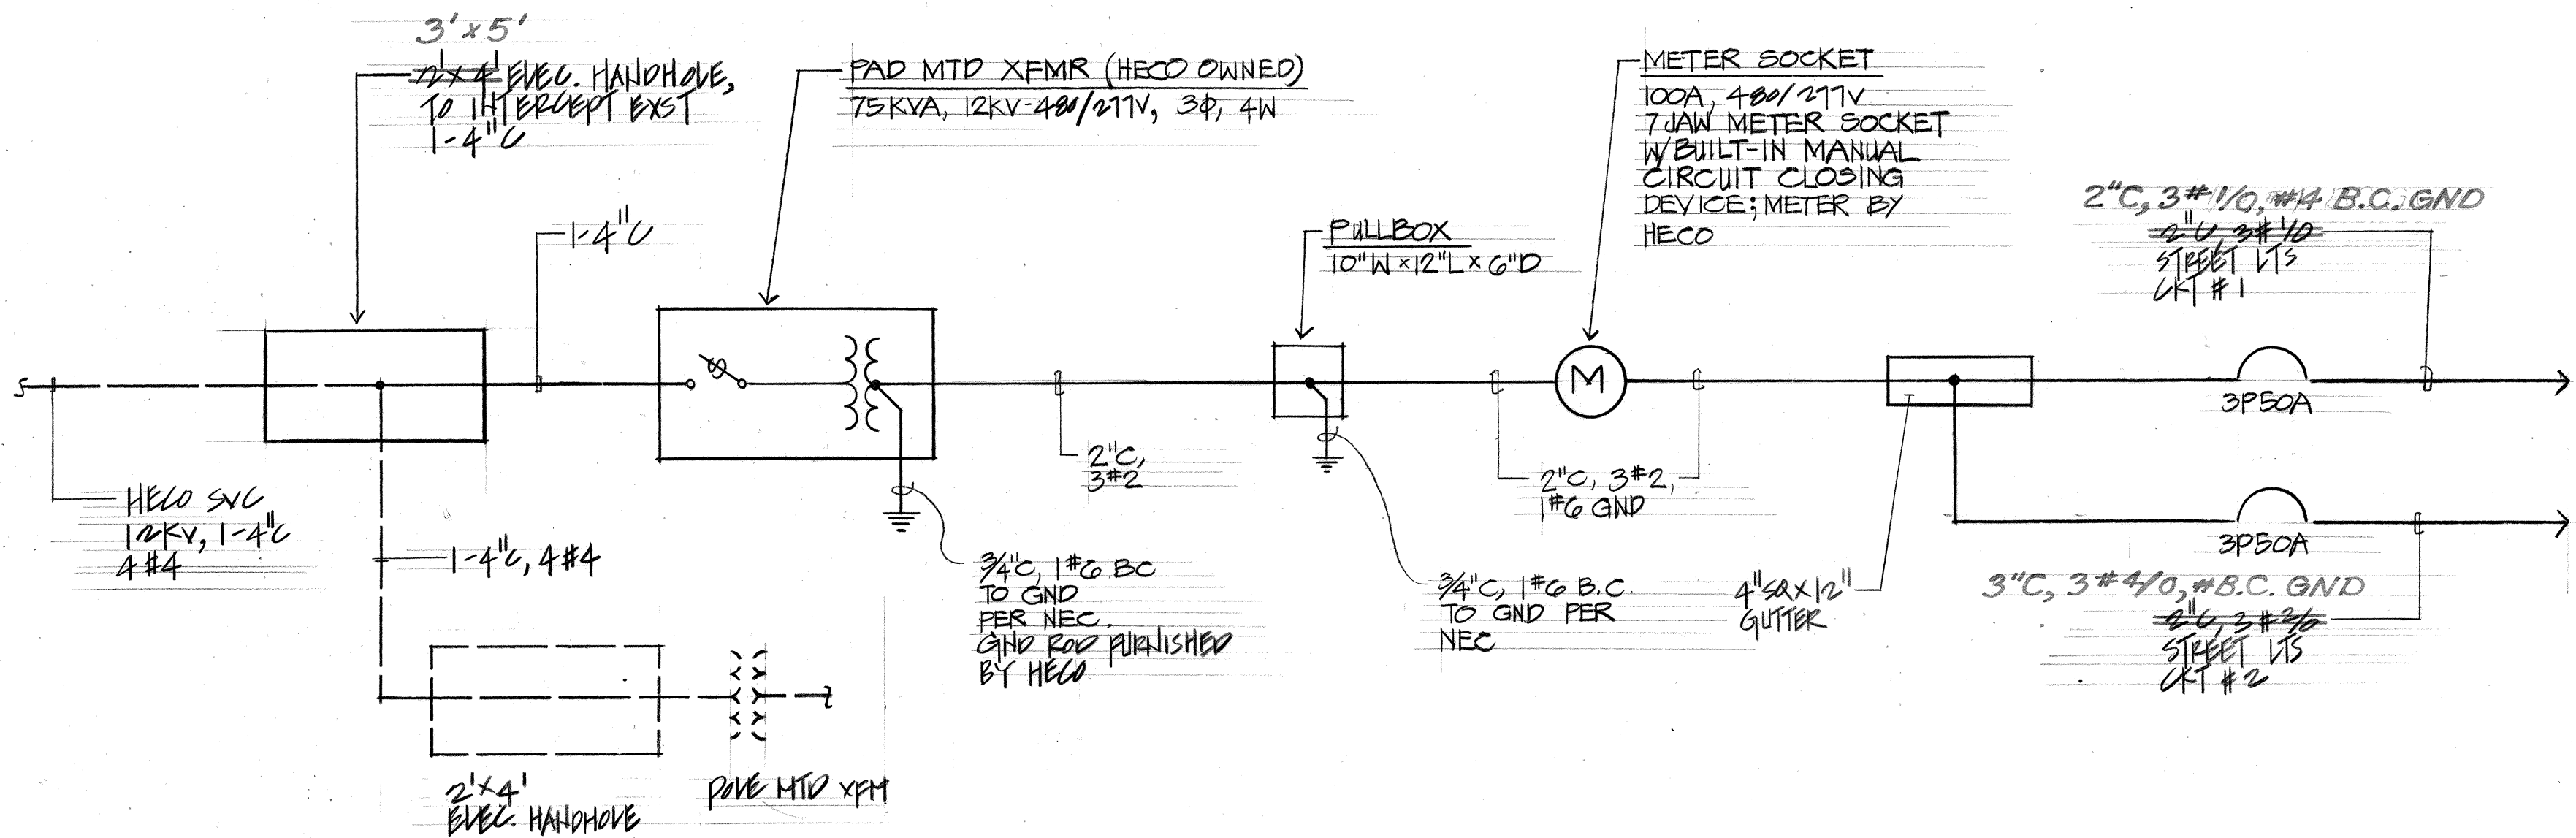 3'x5'
2'x4' ELEC. HANDHOLE,
TO INTERCEPT EXST
1-4"C
PAD MTD XFMR (HECO OWNED)
75KVA, 12KV-480/277V, 3Φ, 4W
METER SOCKET
100A, 480/277V
7 JAW METER SOCKET
W/BUILT-IN MANUAL
CIRCUIT CLOSING
DEVICE; METER BY
HECO
1-4"C
PULLBOX
10"W x12"L x 6"D
2"C, 3#1/0, #4 B.C. GND
2"C, 3#1/0
STREET LTS
CKT #1
M
3P50A
2"C,
3#2
2"C, 3#2,
1#6 GND
HECO SVC
12KV, 1-4"C
4#4
1-4"C, 4#4
3/4"C, 1#6 BC
TO GND
PER NEC.
GND ROD FURNISHED
BY HECO
3/4"C, 1#6 B.C.
TO GND PER
NEC
4"SQ x 12"
GUTTER
3P50A
3"C, 3#4/0, #B.C. GND
2"C, 3#2/0
STREET LTS
CKT #2
2'x4'
ELEC. HANDHOLE
POLE MTD XFM